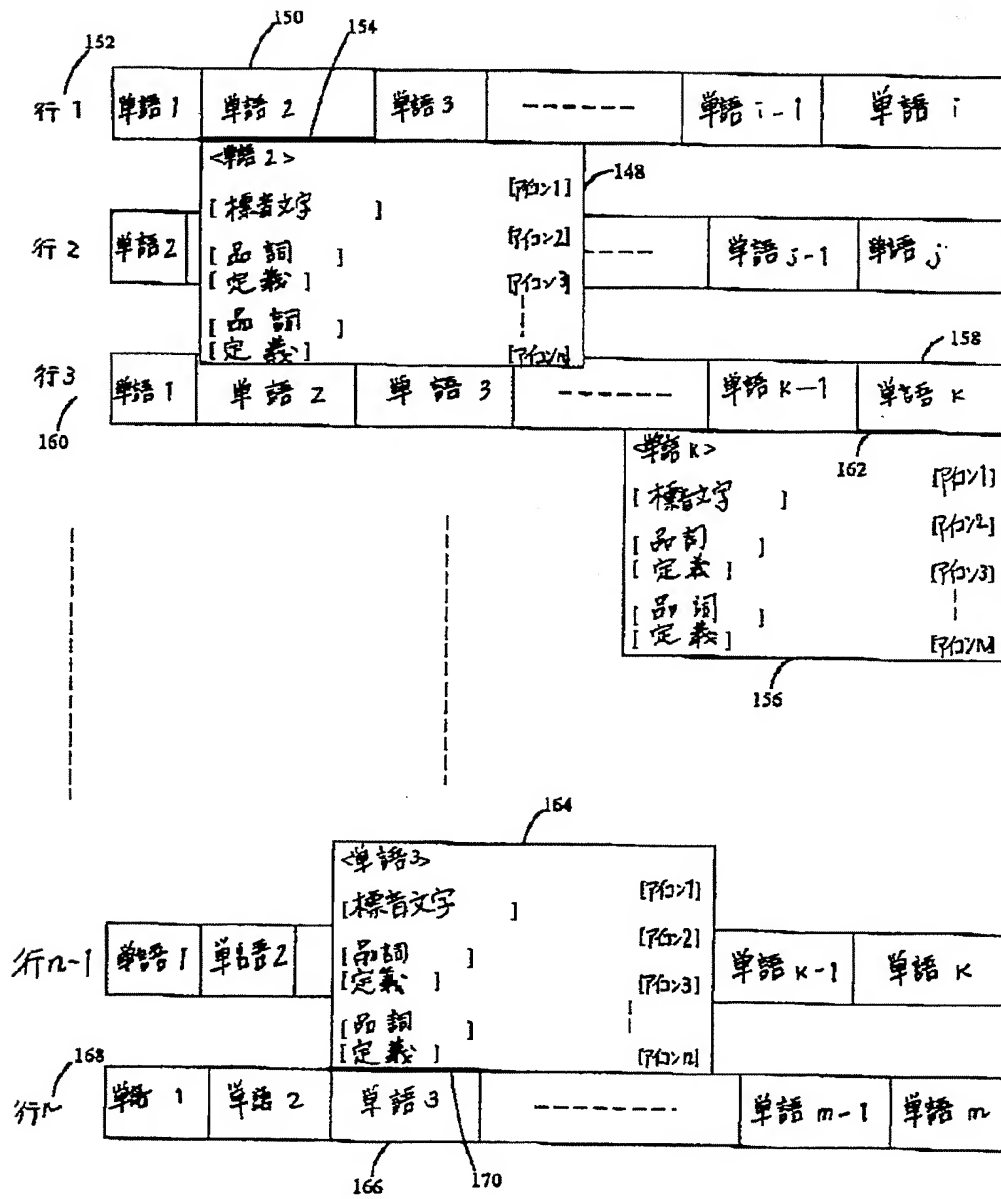 152 150 154
行 1 単語 1 単語 2 単語 3 単語 i-1 単語 i
<単語 2>
148
[アイコン1]
[標音文字 ]
[アイコン2]
行 2 単語2 単語 j-1 単語 j
[品詞 ]
[定義 ]
[アイコン3]
[品詞 ]
[定義]
[アイコンn]
158
行3 単語 1 単語 2 単語 3 単語 k-1 単語 k
160
<単語 k>
162
[アイコン1]
[標音文字 ]
[アイコン2]
[品詞 ]
[定義 ]
[アイコン3]
[品詞 ]
[定義]
[アイコンn]
156
164
<単語3>
[アイコン1]
[標音文字 ]
[アイコン2]
行n-1 単語 1 単語2 単語 k-1 単語 k
[品詞 ]
[定義 ]
[アイコン3]
[品詞 ]
[定義 ]
[アイコンn]
168
行n 単語 1 単語 2 単語 3 単語 m-1 単語 m
166 170